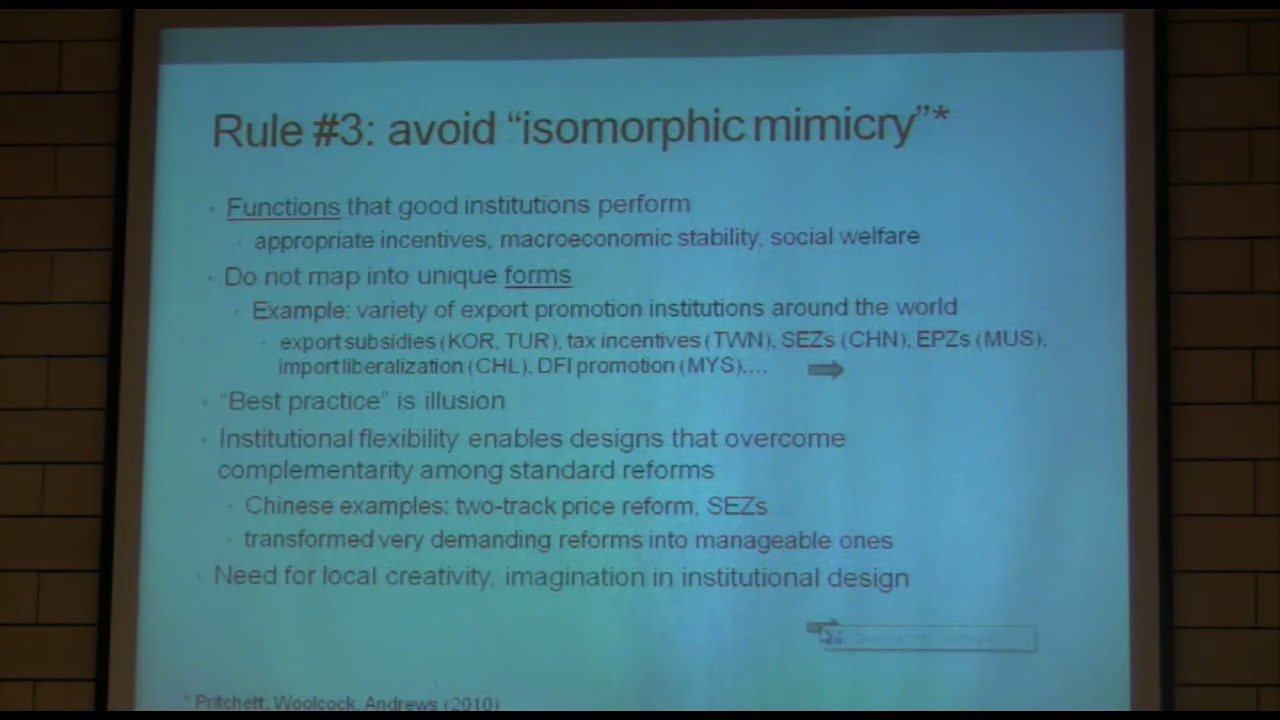 Rule #3: avoid “isomorphic mimicry”*
Functions that good institutions perform
appropriate incentives, macroeconomic stability, social welfare
Do not map into unique forms
Example: variety of export promotion institutions around the world
export subsidies (KOR, TUR), tax incentives (TWN), SEZs (CHN), EPZs (MUS),
import liberalization (CHL), DFI promotion (MYS)....
“Best practice” is illusion
Institutional flexibility enables designs that overcome
complementarity among standard reforms
Chinese examples: two-track price reform, SEZs
transformed very demanding reforms into manageable ones
Need for local creativity, imagination in institutional design
* Pritchett, Woolcock, Andrews (2010)